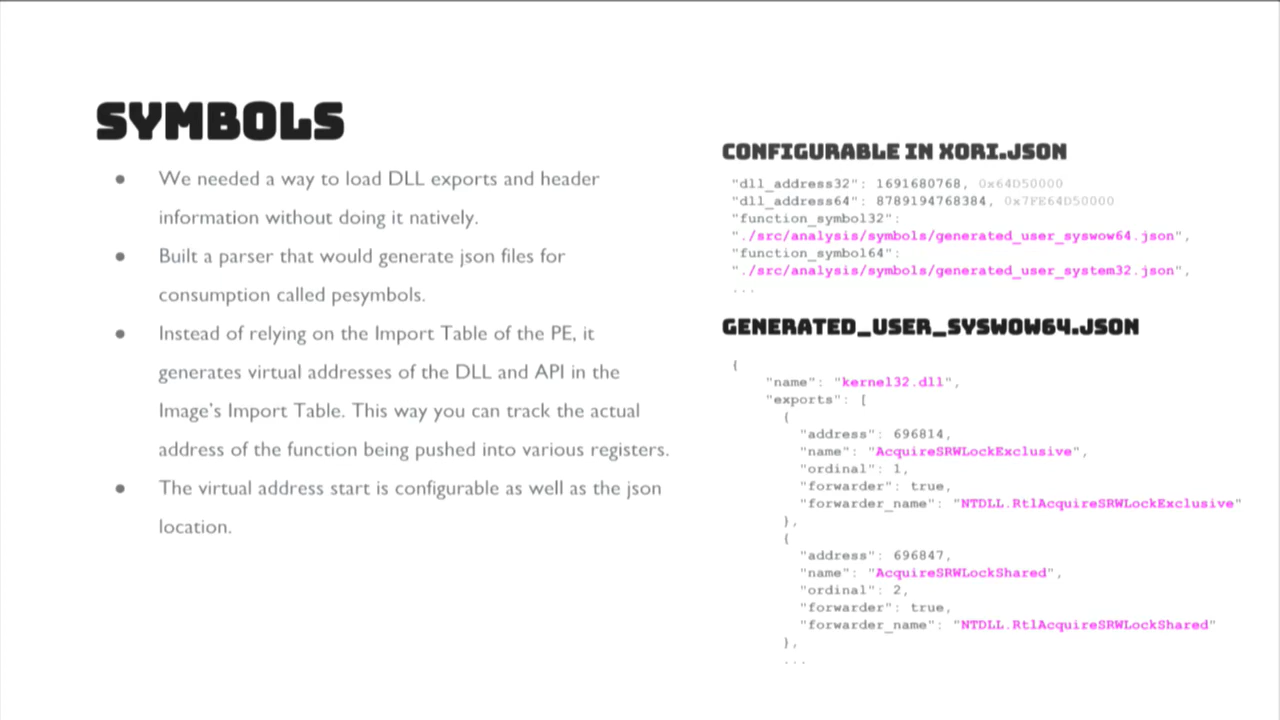 SYMBOLS
● We needed a way to load DLL exports and header
information without doing it natively.
● Built a parser that would generate json files for
consumption called pesymbols.
● Instead of relying on the Import Table of the PE, it
generates virtual addresses of the DLL and API in the
Image's Import Table. This way you can track the actual
address of the function being pushed into various registers.
● The virtual address start is configurable as well as the json
location.
CONFIGURABLE IN XORI.JSON
"dll_address32": 1691680768, 0x64D50000
"dll_address64": 8789194768384, 0x7FE64D50000
"function_symbol32":
"./src/analysis/symbols/generated_user_syswow64.json",
"function_symbol64":
"./src/analysis/symbols/generated_user_system32.json",
...
GENERATED_USER_SYSWOW64.JSON
{
"name": "kernel32.dll",
"exports": [
{
"address": 696814,
"name": "AcquireSRWLockExclusive",
"ordinal": 1,
"forwarder": true,
"forwarder_name": "NTDLL.RtlAcquireSRWLockExclusive"
},
{
"address": 696847,
"name": "AcquireSRWLockShared",
"ordinal": 2,
"forwarder": true,
"forwarder_name": "NTDLL.RtlAcquireSRWLockShared"
},
...